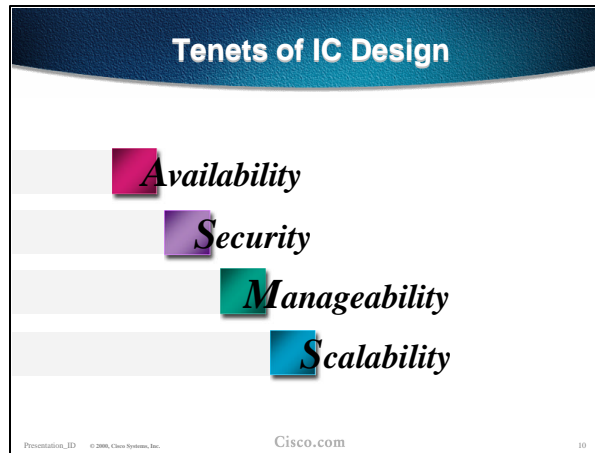 Tenets of IC Design
Availability
Security
Manageability
Scalability
Presentation_ID © 2000, Cisco Systems, Inc. Cisco.com 10